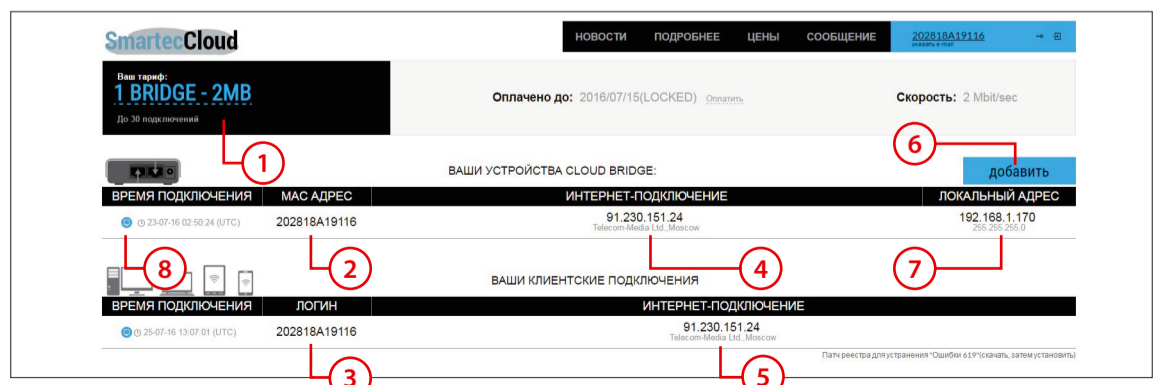 SmartecCloud
НОВОСТИ ПОДРОБНЕЕ ЦЕНЫ СООБЩЕНИЕ 202818A19116
указать e-mail
Ваш тариф:
1 BRIDGE - 2MB
До 30 подключений
Оплачено до: 2016/07/15(LOCKED) Оплатить
Скорость: 2 Mbit/sec
1
6
ВАШИ УСТРОЙСТВА CLOUD BRIDGE:
добавить
ВРЕМЯ ПОДКЛЮЧЕНИЯ MAC АДРЕС ИНТЕРНЕТ-ПОДКЛЮЧЕНИЕ ЛОКАЛЬНЫЙ АДРЕС
23-07-16 02:50:24 (UTC) 202818A19116 91.230.151.24 192.168.1.170
Telecom-Media Ltd.,Moscow 255.255.255.0
8 2 4 7
ВАШИ КЛИЕНТСКИЕ ПОДКЛЮЧЕНИЯ
ВРЕМЯ ПОДКЛЮЧЕНИЯ ЛОГИН ИНТЕРНЕТ-ПОДКЛЮЧЕНИЕ
25-07-16 13:07:01 (UTC) 202818A19116 91.230.151.24
Telecom-Media Ltd.,Moscow
Патч реестра для устранения "Ошибки 619"(скачать, затем установить)
3 5